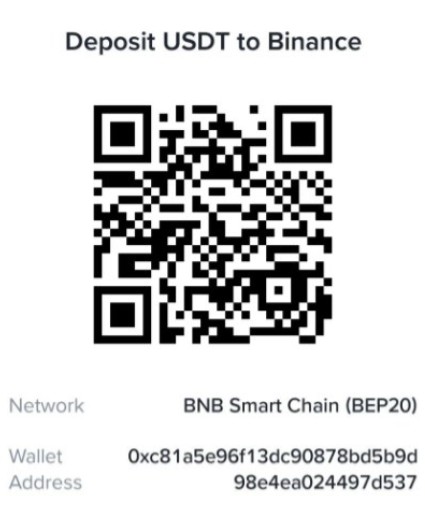 Deposit USDT to Binance
Network BNB Smart Chain (BEP20)
Wallet 0xc81a5e96f13dc90878bd5b9d
Address 98e4ea024497d537